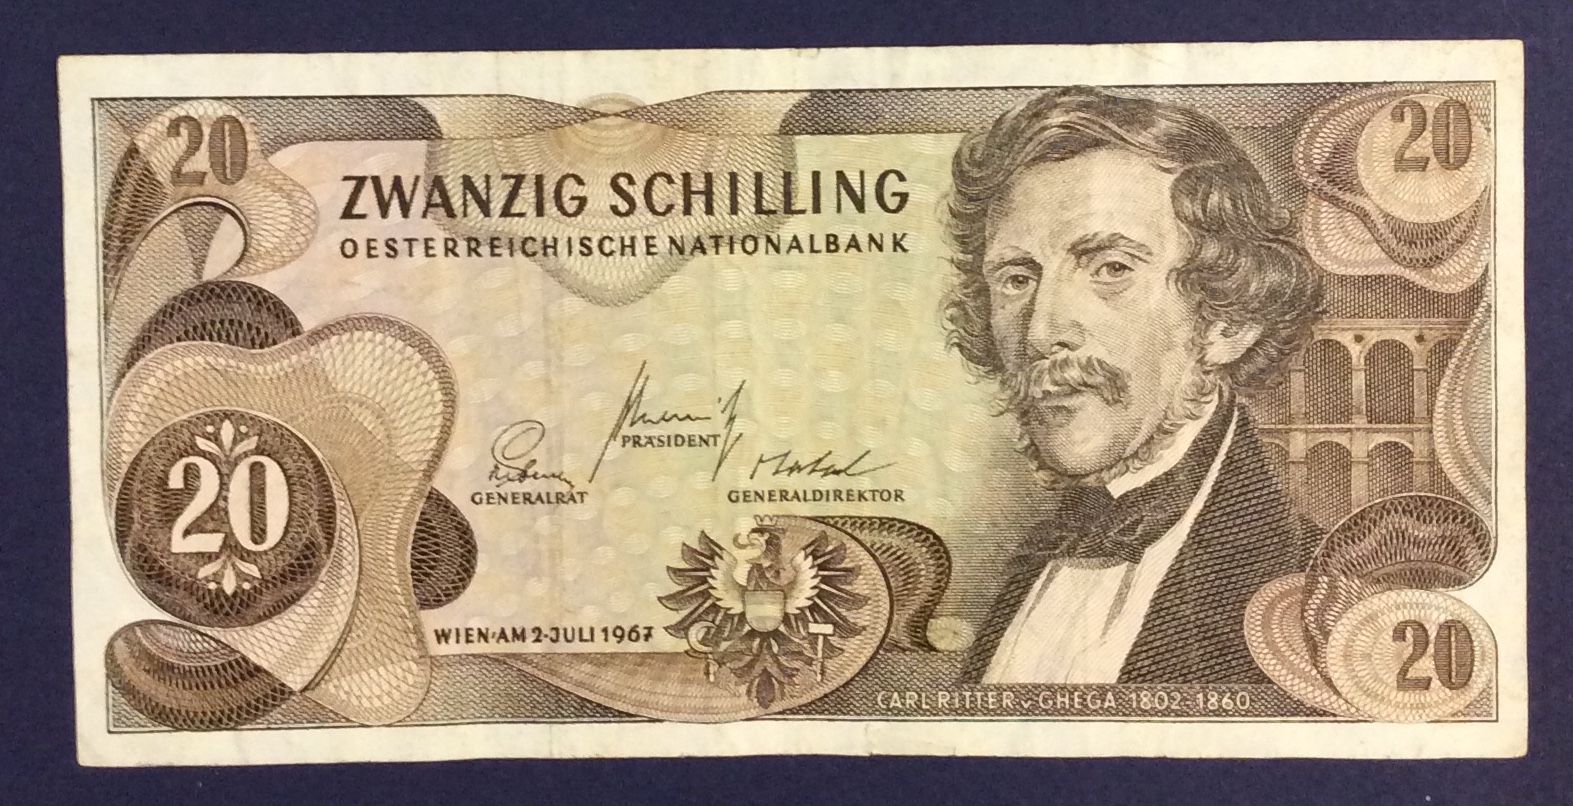 20
20
ZWANZIG SCHILLING
OESTERREICHISCHE NATIONALBANK
PRÄSIDENT
GENERALRAT
GENERALDIREKTOR
20
WIEN·AM 2·JULI 1967
20
CARL RITTER v GHEGA 1802-1860